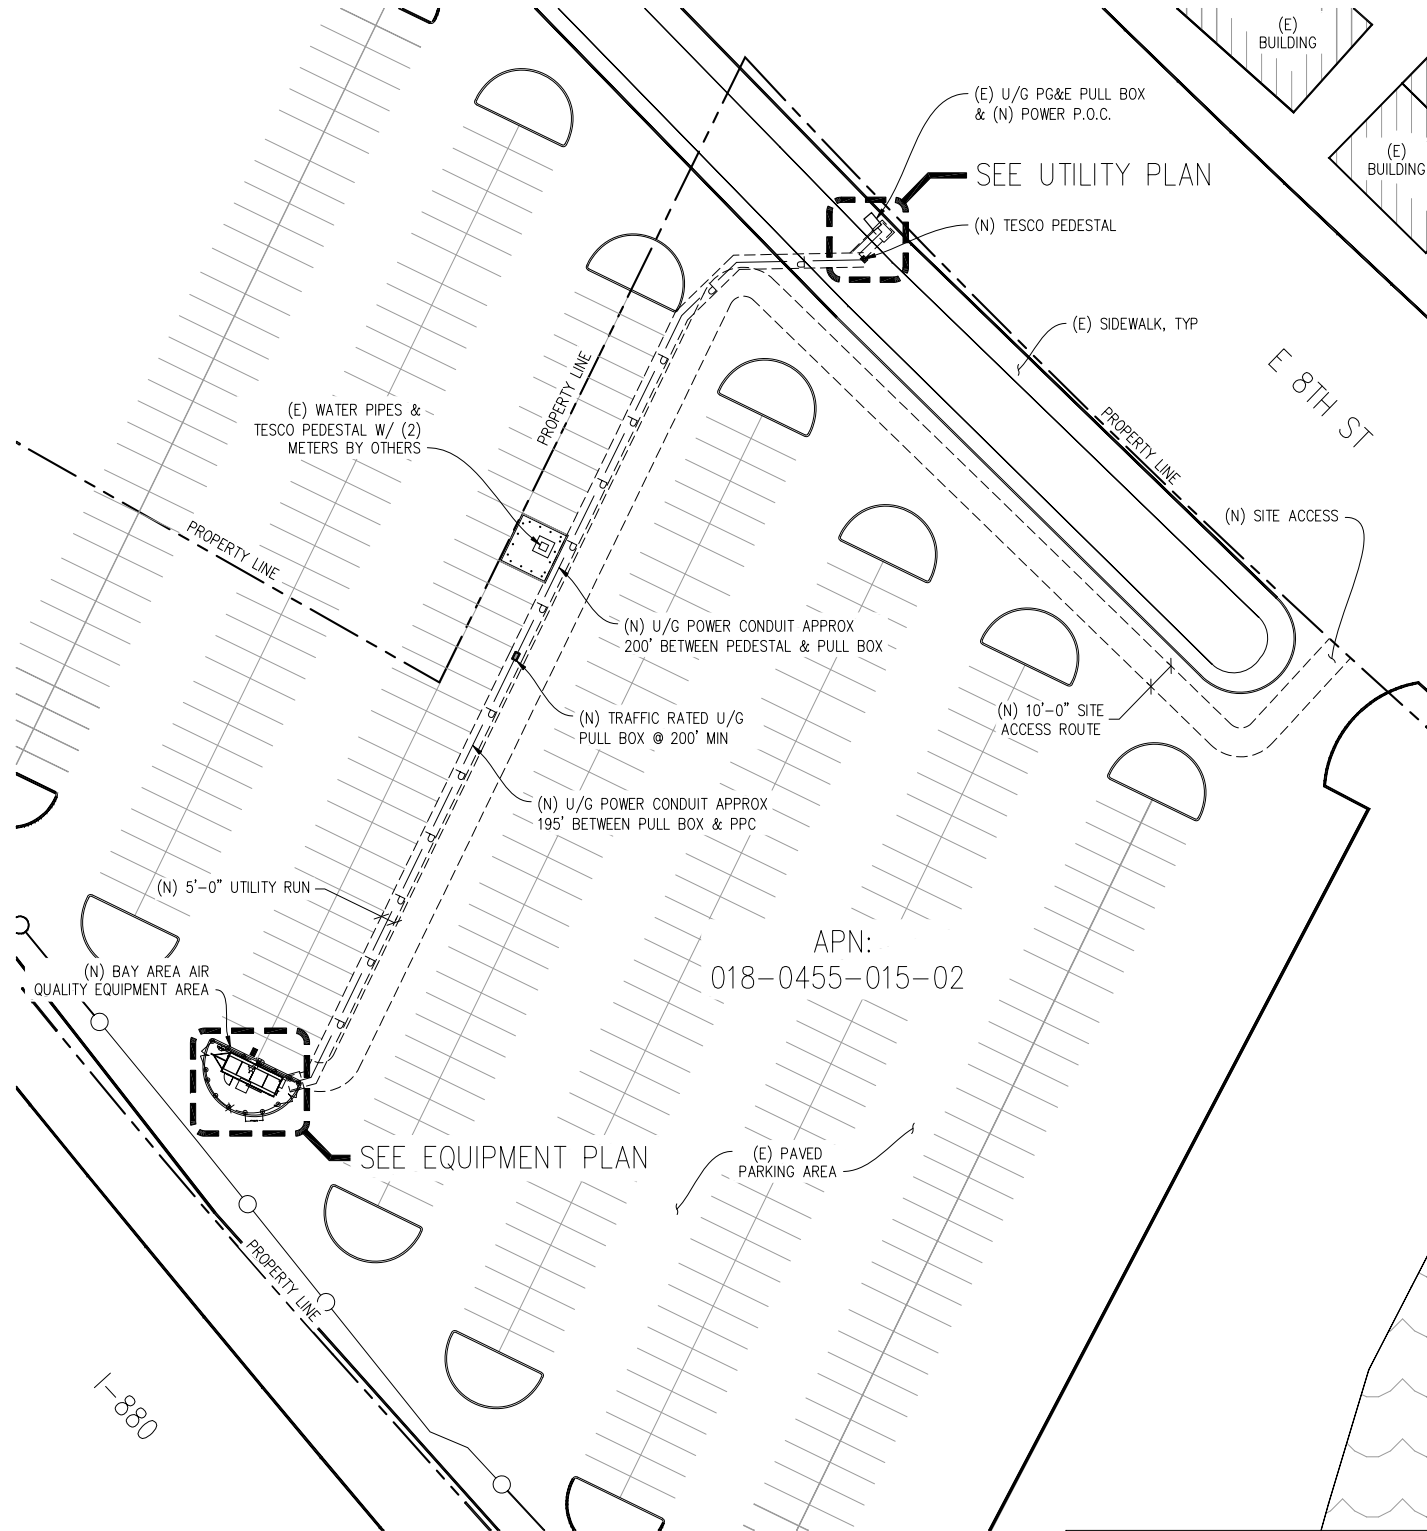 (E)
BUILDING
(E) U/G PG&E PULL BOX
& (N) POWER P.O.C.
(E)
BUILDING
SEE UTILITY PLAN
(N) TESCO PEDESTAL
(E) SIDEWALK, TYP
E 8TH ST
PROPERTY LINE
(E) WATER PIPES &
TESCO PEDESTAL W/ (2)
METERS BY OTHERS
PROPERTY LINE
(N) SITE ACCESS
PROPERTY LINE
(N) U/G POWER CONDUIT APPROX
200' BETWEEN PEDESTAL & PULL BOX
(N) TRAFFIC RATED U/G
PULL BOX @ 200' MIN
(N) 10'-0" SITE
ACCESS ROUTE
(N) U/G POWER CONDUIT APPROX
195' BETWEEN PULL BOX & PPC
(N) 5'-0" UTILITY RUN
APN:
018-0455-015-02
(N) BAY AREA AIR
QUALITY EQUIPMENT AREA
SEE EQUIPMENT PLAN
(E) PAVED
PARKING AREA
PROPERTY LINE
I-880